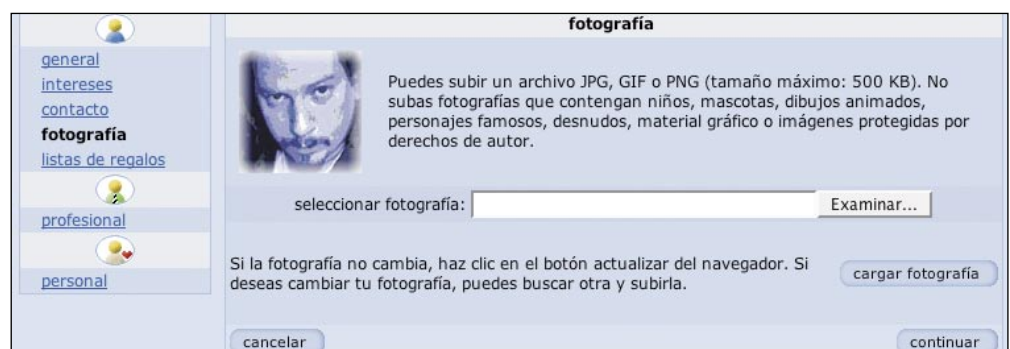 fotografía
general
intereses
contacto
fotografía
listas de regalos
profesional
personal
Puedes subir un archivo JPG, GIF o PNG (tamaño máximo: 500 KB). No
subas fotografías que contengan niños, mascotas, dibujos animados,
personajes famosos, desnudos, material gráfico o imágenes protegidas por
derechos de autor.
seleccionar fotografía:
Examinar...
Si la fotografía no cambia, haz clic en el botón actualizar del navegador. Si
deseas cambiar tu fotografía, puedes buscar otra y subirla.
cargar fotografía
cancelar
continuar